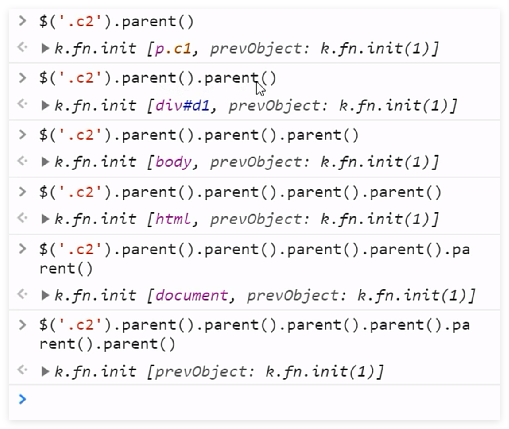 > $('.c2').parent()
<· ▶ k.fn.init [p.c1, prevObject: k.fn.init(1)]
> $('.c2').parent().parent()
<· ▶ k.fn.init [div#d1, prevObject: k.fn.init(1)]
> $('.c2').parent().parent().parent()
<· ▶ k.fn.init [body, prevObject: k.fn.init(1)]
> $('.c2').parent().parent().parent().parent()
<· ▶ k.fn.init [html, prevObject: k.fn.init(1)]
> $('.c2').parent().parent().parent().parent().pa
rent()
<· ▶ k.fn.init [document, prevObject: k.fn.init(1)]
> $('.c2').parent().parent().parent().parent().pa
rent().parent()
<· ▶ k.fn.init [prevObject: k.fn.init(1)]
>